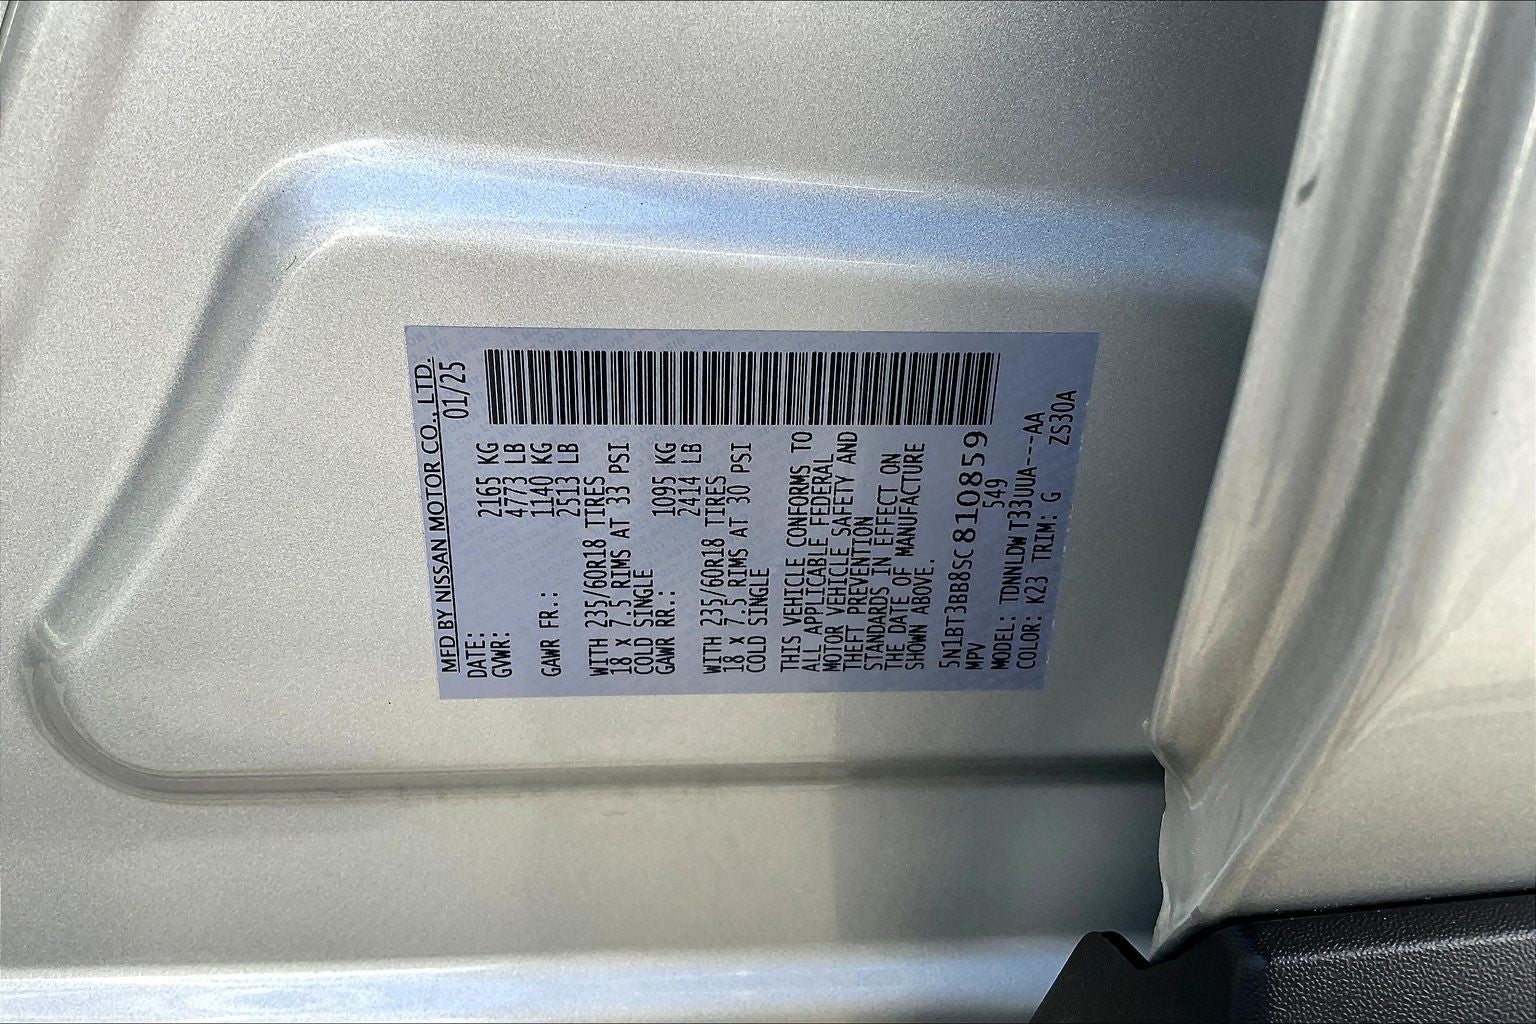 MFD BY NISSAN MOTOR CO., LTD.
DATE: 01/25
GVWR: 2165 KG
4773 LB
GAWR FR.: 1140 KG
2513 LB
WITH 235/60R18 TIRES
18 x 7.5 RIMS AT 33 PSI
COLD SINGLE
GAWR RR.: 1095 KG
2414 LB
WITH 235/60R18 TIRES
18 x 7.5 RIMS AT 30 PSI
COLD SINGLE
THIS VEHICLE CONFORMS TO
ALL APPLICABLE FEDERAL
MOTOR VEHICLE SAFETY AND
THEFT PREVENTION
STANDARDS IN EFFECT ON
THE DATE OF MANUFACTURE
SHOWN ABOVE.
5N1BT3BB8SC810859
MPV 549
MODEL: TDNNLDW T33UUA---AA
COLOR: K23 TRIM: G ZS30A